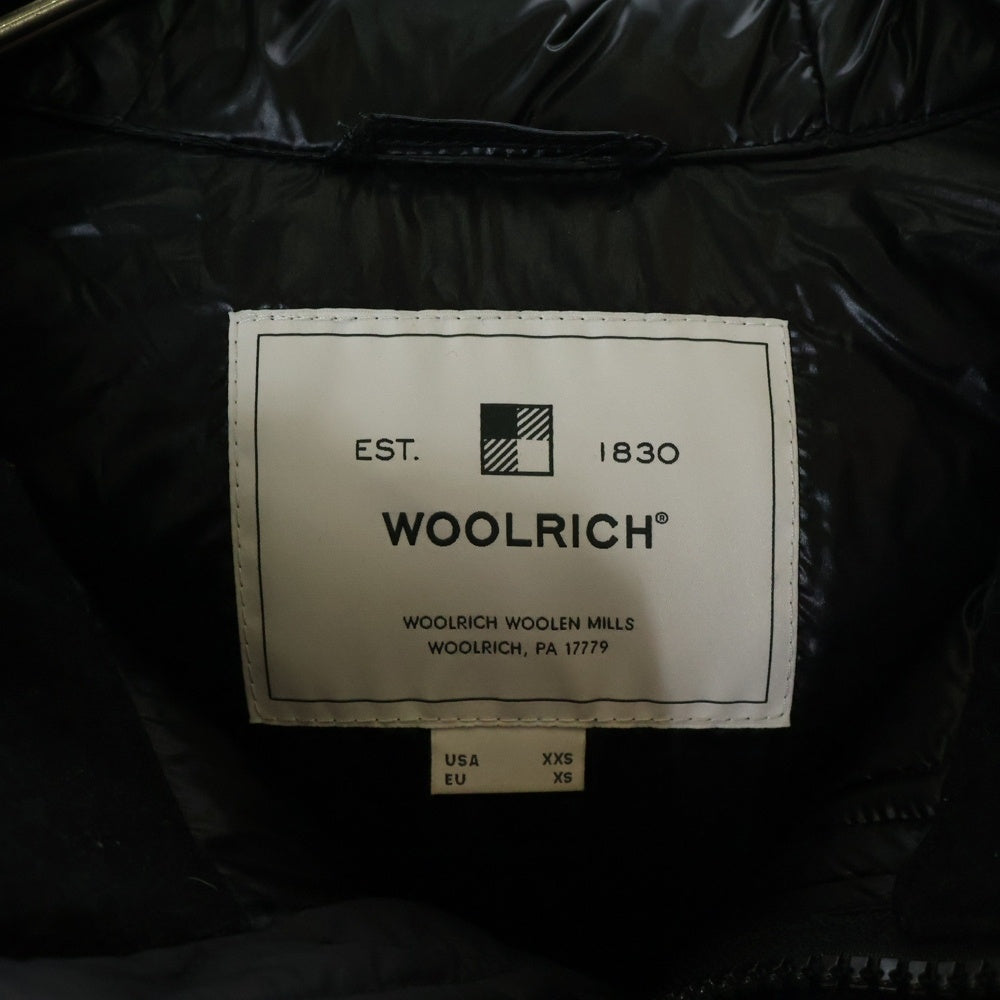 EST. 1830
WOOLRICH®
WOOLRICH WOOLEN MILLS
WOOLRICH, PA 17779
USA XXS
EU XS